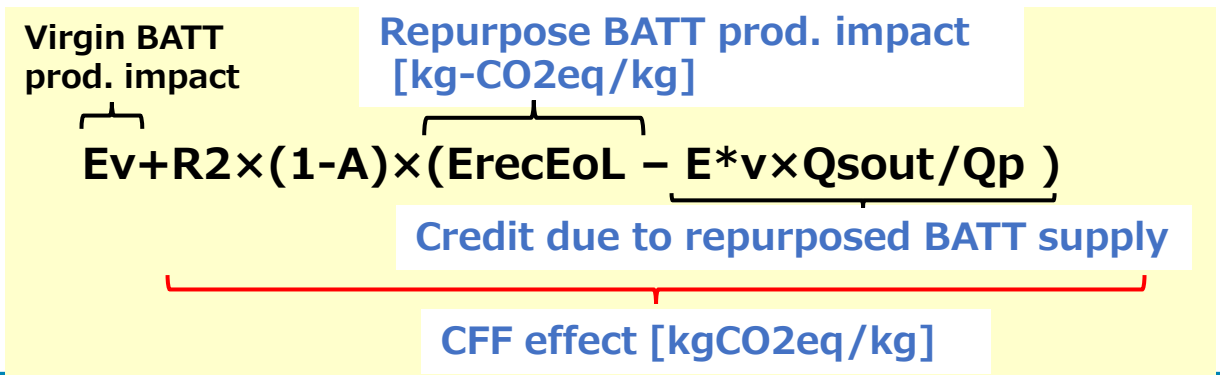 Virgin BATT
prod. impact
Repurpose BATT prod. impact
[kg-CO2eq/kg]
Ev+R2×(1-A)×(ErecEoL – E*v×Qsout/Qp )
Credit due to repurposed BATT supply
CFF effect [kgCO2eq/kg]